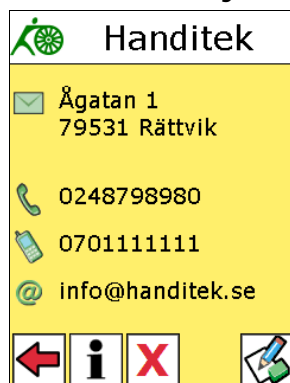 Handitek
Ågatan 1
79531 Rättvik
0248798980
0701111111
@ info@handitek.se
i X